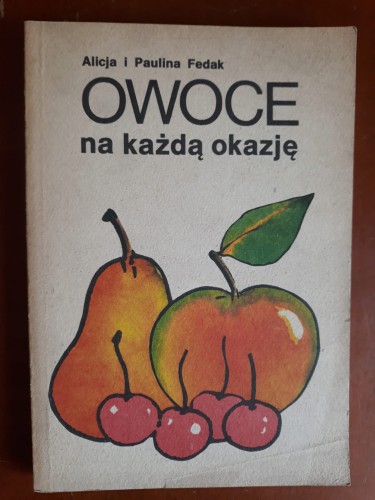 Alicja i Paulina Fedak
OWOCE
na każdą okazję